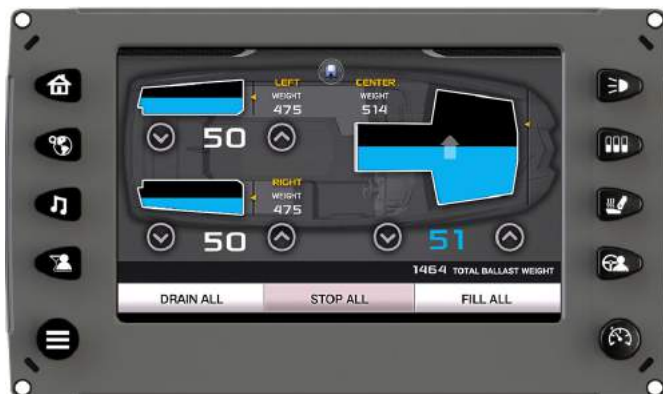 LEFT
WEIGHT
475
CENTER
WEIGHT
514
50
RIGHT
WEIGHT
475
50
51
1464 TOTAL BALLAST WEIGHT
DRAIN ALL
STOP ALL
FILL ALL